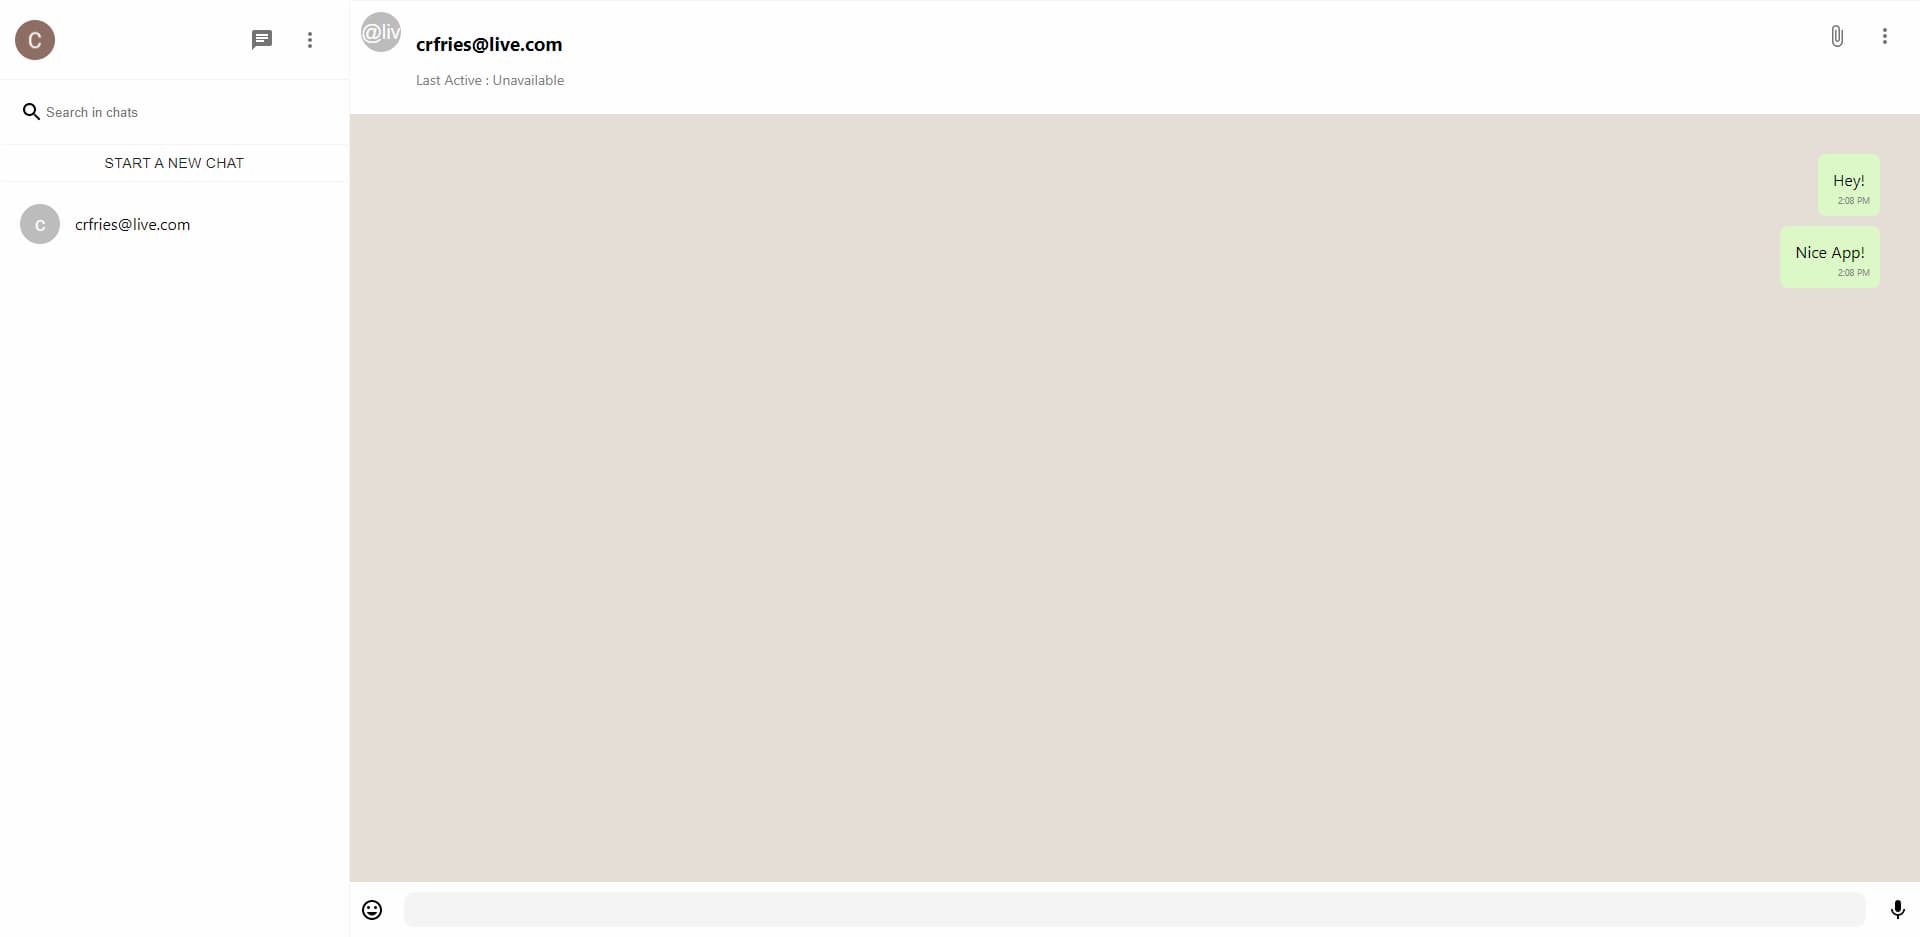 C
Search in chats
START A NEW CHAT
c
crfries@live.com
@liv
crfries@live.com
Last Active : Unavailable
Hey!
2:08 PM
Nice App!
2:08 PM